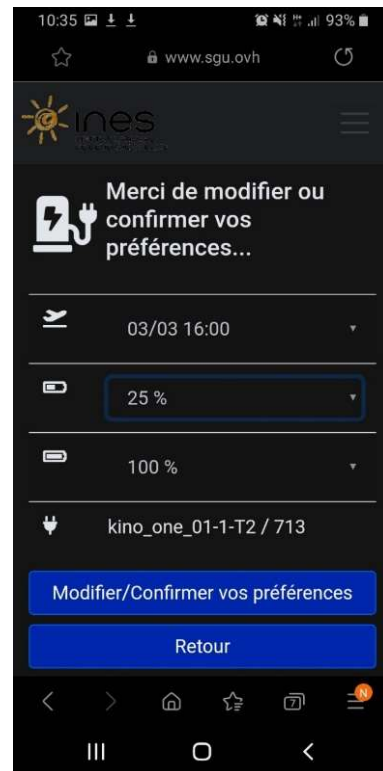 10:35 93%
www.sgu.ovh
ines
Merci de modifier ou
confirmer vos
préférences...
03/03 16:00
25 %
100 %
kino_one_01-1-T2 / 713
Modifier/Confirmer vos préférences
Retour
7
N